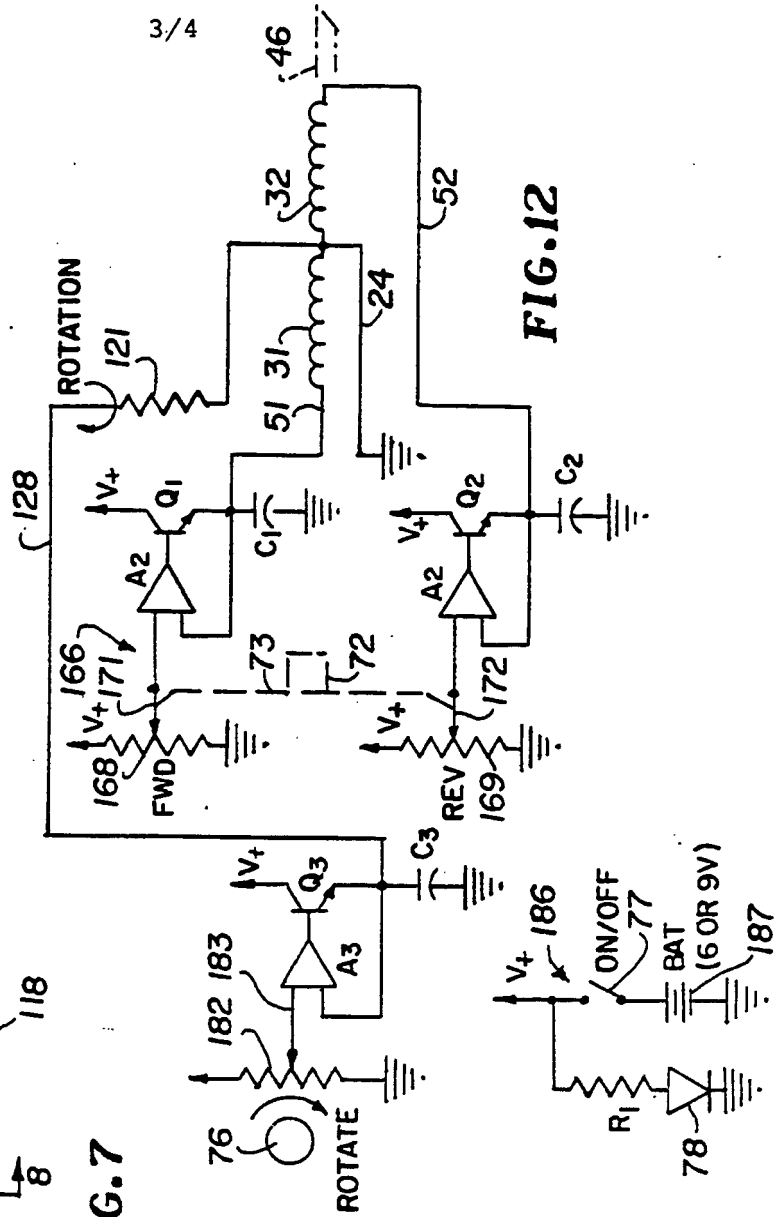 3/4
118
8
G.7
FIG.12
ROTATION
121
128
V+
Q1
A2
C1
166
171
V+
168
FWD
51
31
32
46
24
52
73
72
V+
Q2
A2
C2
172
V+
REV
169
V+
Q3
A3
C3
183
182
76
ROTATE
V+
186
ON/OFF
77
BAT
(6 OR 9V)
187
R1
78